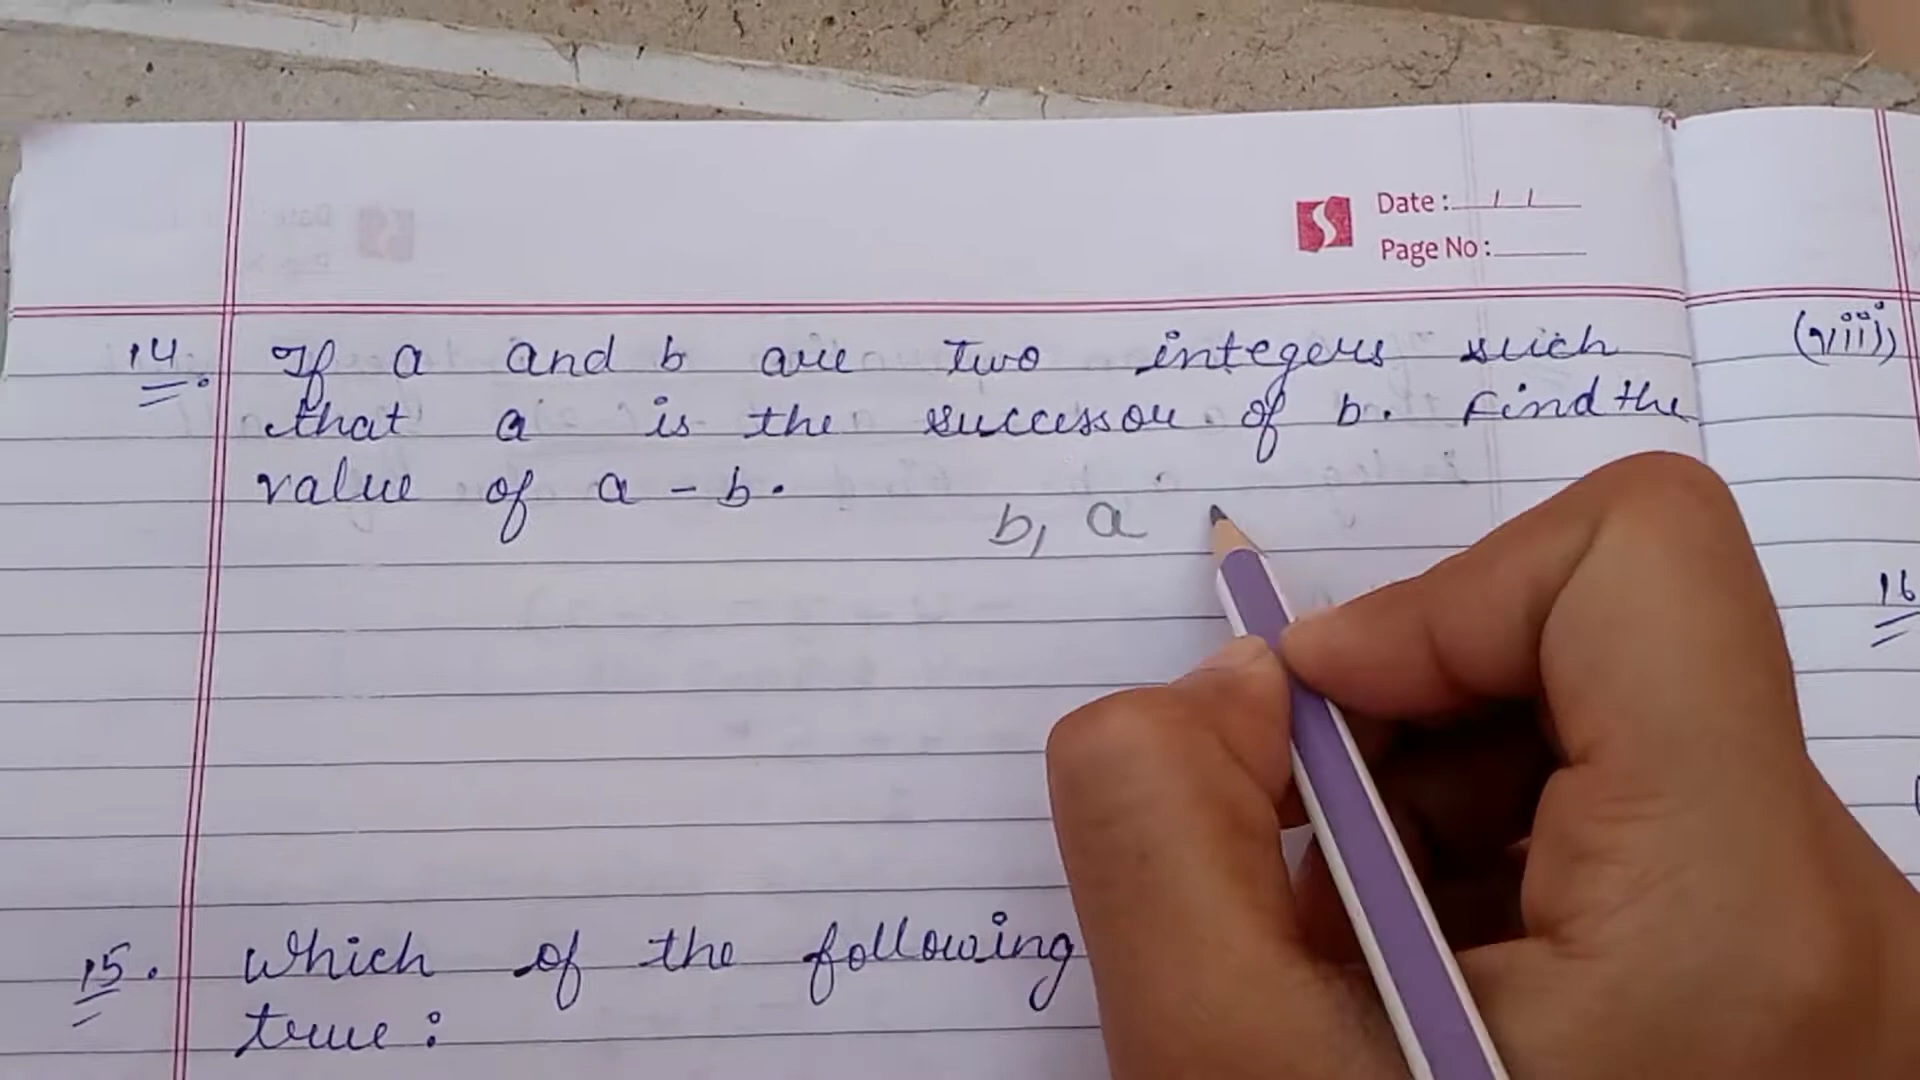 Date : / /
Page No :
14. If a and b are two integers such
that a is the successor of b. Find the
value of a - b.
b, a
15. Which of the following
true :
(viii)
16